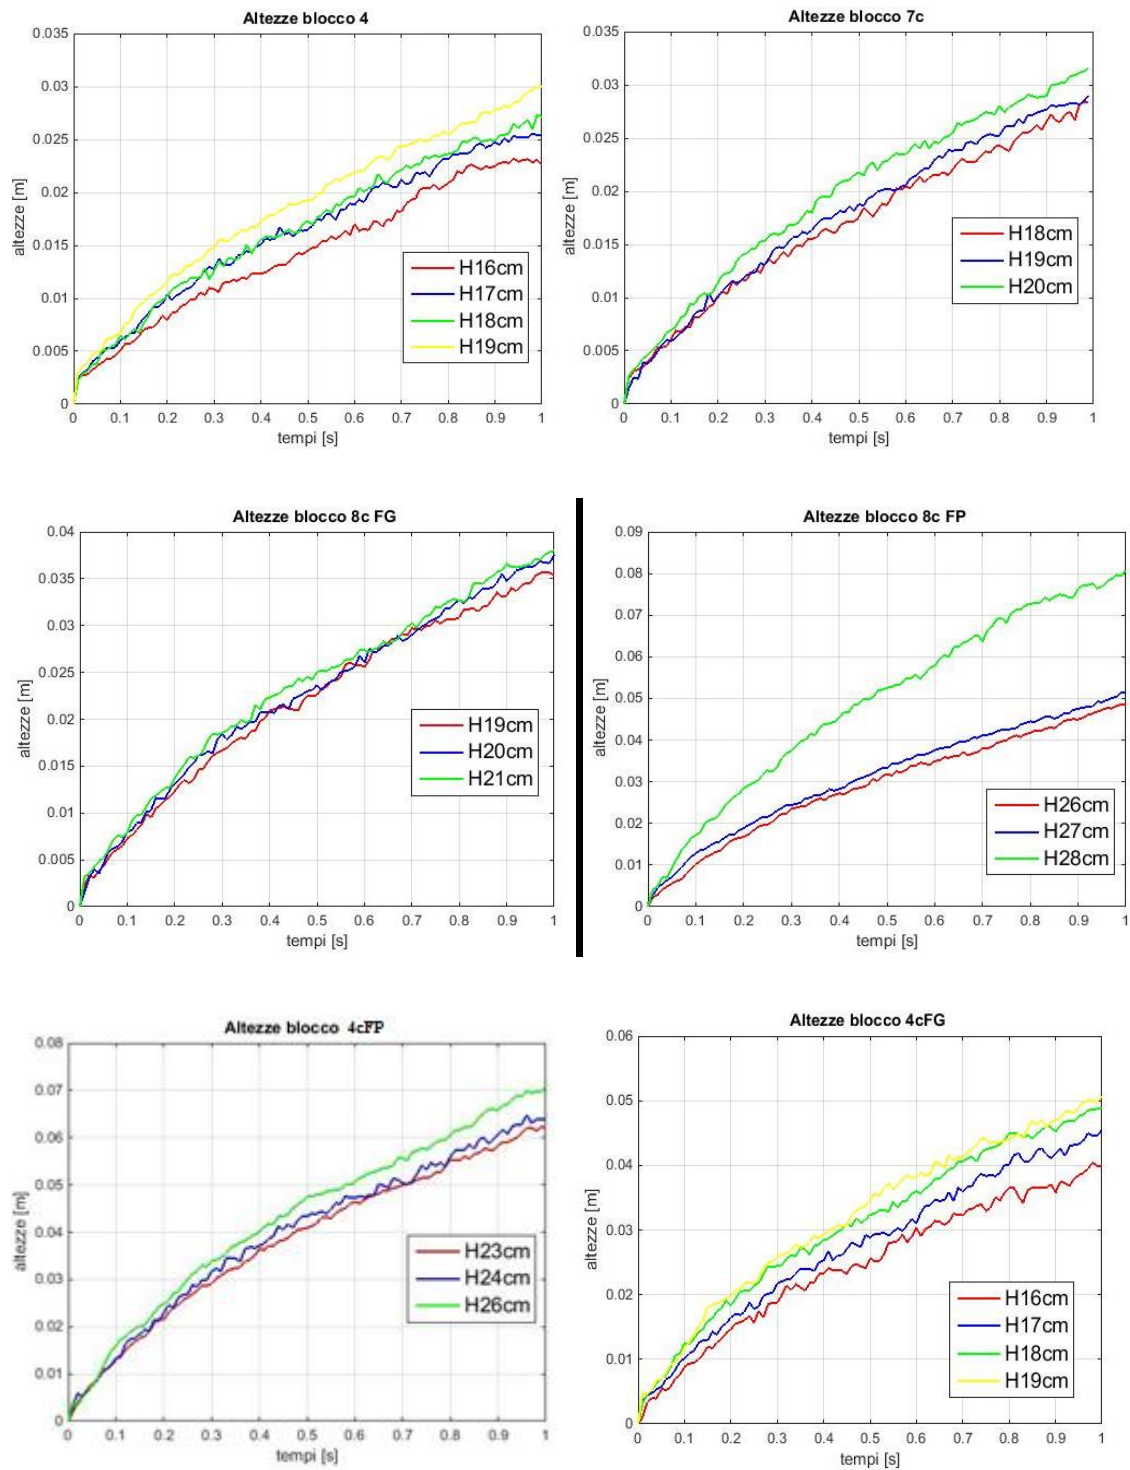 Altezze blocco 4
altezze [m]
0.035
0.03
0.025
0.02
0.015
0.01
0.005
0
0 0.1 0.2 0.3 0.4 0.5 0.6 0.7 0.8 0.9 1
tempi [s]
H16cm
H17cm
H18cm
H19cm
Altezze blocco 7c
altezze [m]
0.035
0.03
0.025
0.02
0.015
0.01
0.005
0
0 0.1 0.2 0.3 0.4 0.5 0.6 0.7 0.8 0.9 1
tempi [s]
H18cm
H19cm
H20cm
Altezze blocco 8c FG
altezze [m]
0.04
0.035
0.03
0.025
0.02
0.015
0.01
0.005
0
0 0.1 0.2 0.3 0.4 0.5 0.6 0.7 0.8 0.9 1
tempi [s]
H19cm
H20cm
H21cm
Altezze blocco 8c FP
altezze [m]
0.09
0.08
0.07
0.06
0.05
0.04
0.03
0.02
0.01
0
0 0.1 0.2 0.3 0.4 0.5 0.6 0.7 0.8 0.9 1
tempi [s]
H26cm
H27cm
H28cm
Altezze blocco 4cFP
altezze [m]
0.08
0.07
0.06
0.05
0.04
0.03
0.02
0.01
0
0 0.1 0.2 0.3 0.4 0.5 0.6 0.7 0.8 0.9 1
tempi [s]
H23cm
H24cm
H26cm
Altezze blocco 4cFG
altezze [m]
0.06
0.05
0.04
0.03
0.02
0.01
0
0 0.1 0.2 0.3 0.4 0.5 0.6 0.7 0.8 0.9 1
tempi [s]
H16cm
H17cm
H18cm
H19cm